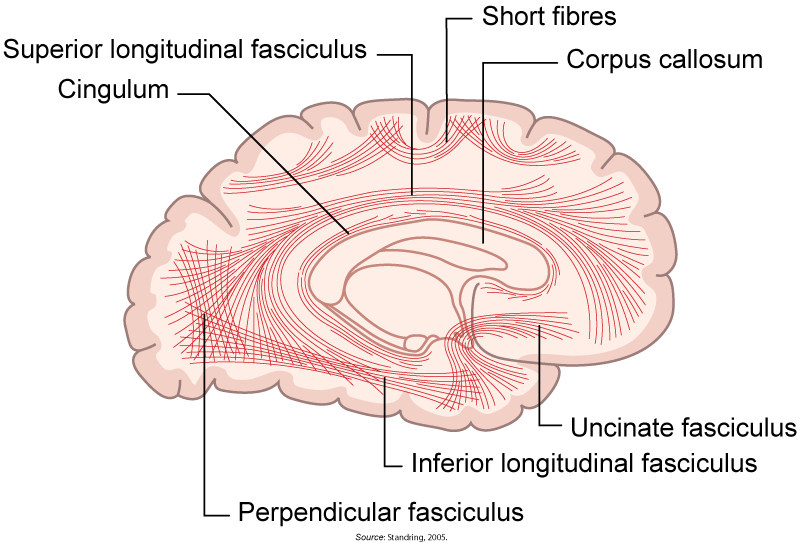 Short fibres
Superior longitudinal fasciculus
Corpus callosum
Cingulum
Uncinate fasciculus
Inferior longitudinal fasciculus
Perpendicular fasciculus
Source: Standring, 2005.